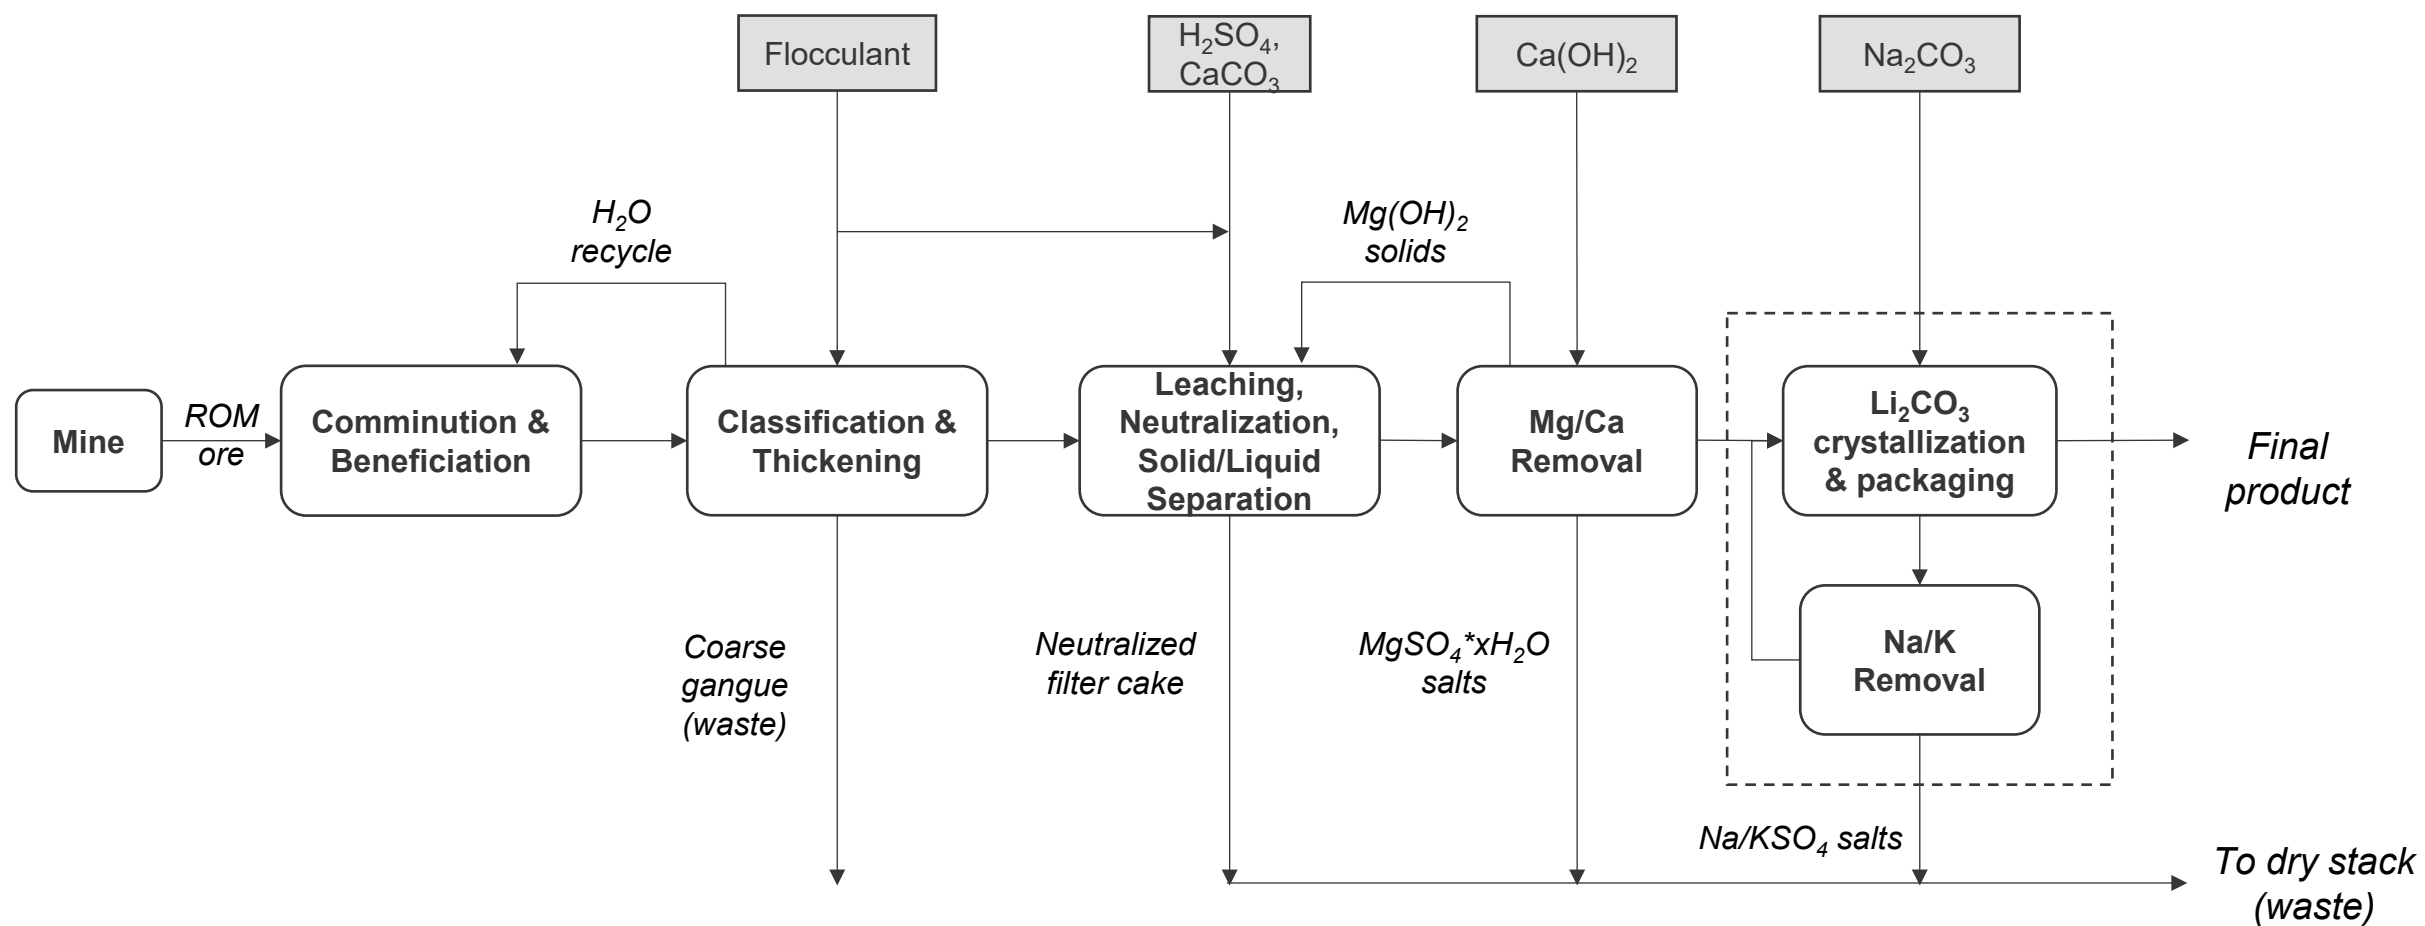 Flocculant
H₂SO₄,
CaCO₃
Ca(OH)₂
Na₂CO₃
H₂O
recycle
Mg(OH)₂
solids
Mine
ROM
ore
Comminution &
Beneficiation
Classification &
Thickening
Leaching,
Neutralization,
Solid/Liquid
Separation
Mg/Ca
Removal
Li₂CO₃
crystallization
& packaging
Final
product
Coarse
gangue
(waste)
Neutralized
filter cake
MgSO₄*xH₂O
salts
Na/K
Removal
Na/KSO₄ salts
To dry stack
(waste)